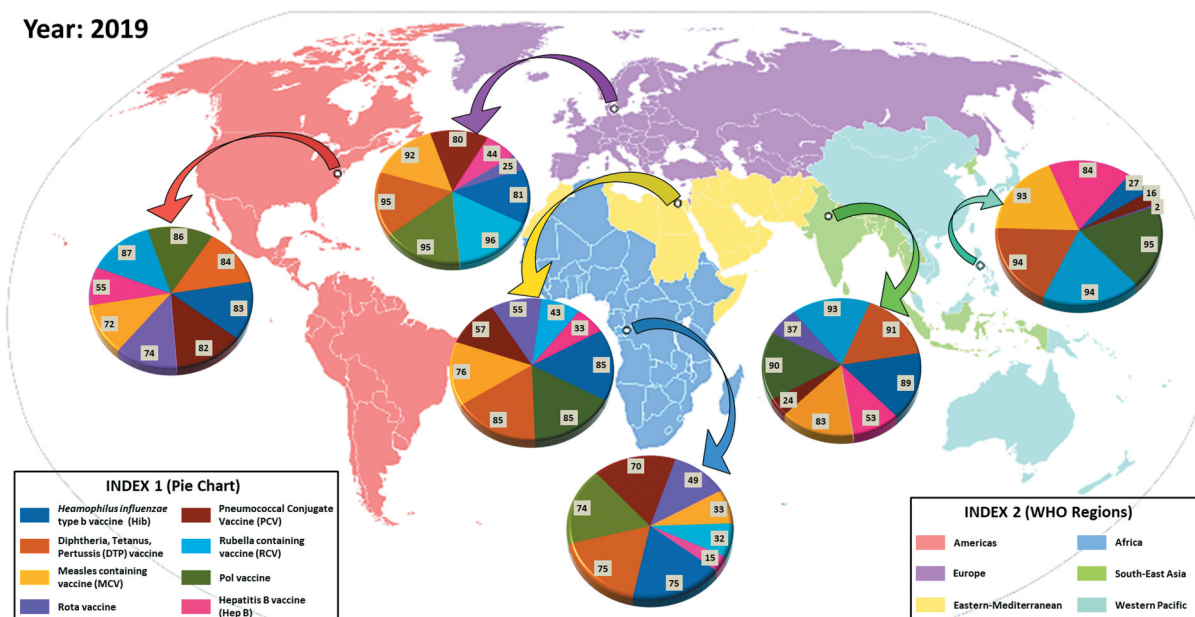 Year: 2019
80
44
25
81
96
95
95
92
86
84
83
82
74
72
55
87
84
27
16
2
95
94
94
93
55
43
33
85
85
85
76
57
93
91
89
53
83
24
90
37
70
49
33
32
15
75
75
74
INDEX 1 (Pie Chart)
Heamophilus influenzae
type b vaccine (Hib)
Pneumococcal Conjugate
Vaccine (PCV)
Diphtheria, Tetanus,
Pertussis (DTP) vaccine
Rubella containing
vaccine (RCV)
Measles containing
vaccine (MCV)
Pol vaccine
Rota vaccine
Hepatitis B vaccine
(Hep B)
INDEX 2 (WHO Regions)
Americas
Africa
Europe
South-East Asia
Eastern-Mediterranean
Western Pacific